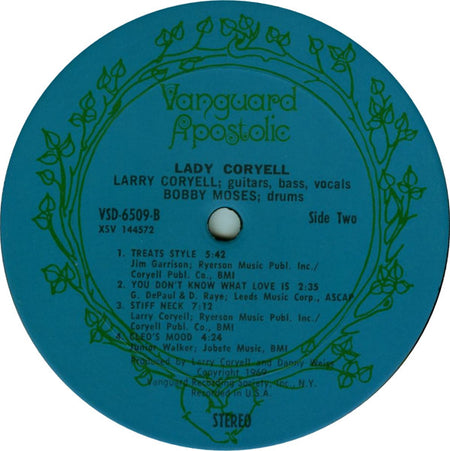 Vanguard
Apostolic
LADY CORYELL
LARRY CORYELL; guitars, bass, vocals
BOBBY MOSES; drums
VSD-6509-B
XSV 144572
Side Two
1. TREATS STYLE 5:42
Jim Garrison; Ryerson Music Publ. Inc./
Coryell Publ. Co., BMI
2. YOU DON'T KNOW WHAT LOVE IS 2:35
G. DePaul & D. Raye; Leeds Music Corp., ASCAP
3. STIFF NECK 7:12
Larry Coryell; Ryerson Music Publ. Inc./
Coryell Publ. Co., BMI
4. CLEO'S MOOD 4:24
Junior Walker; Jobete Music, BMI
Produced by Larry Coryell and Danny Weiss
Copyright 1969
Vanguard Recording Society, Inc., N.Y.
Recorded in U.S.A.
STEREO